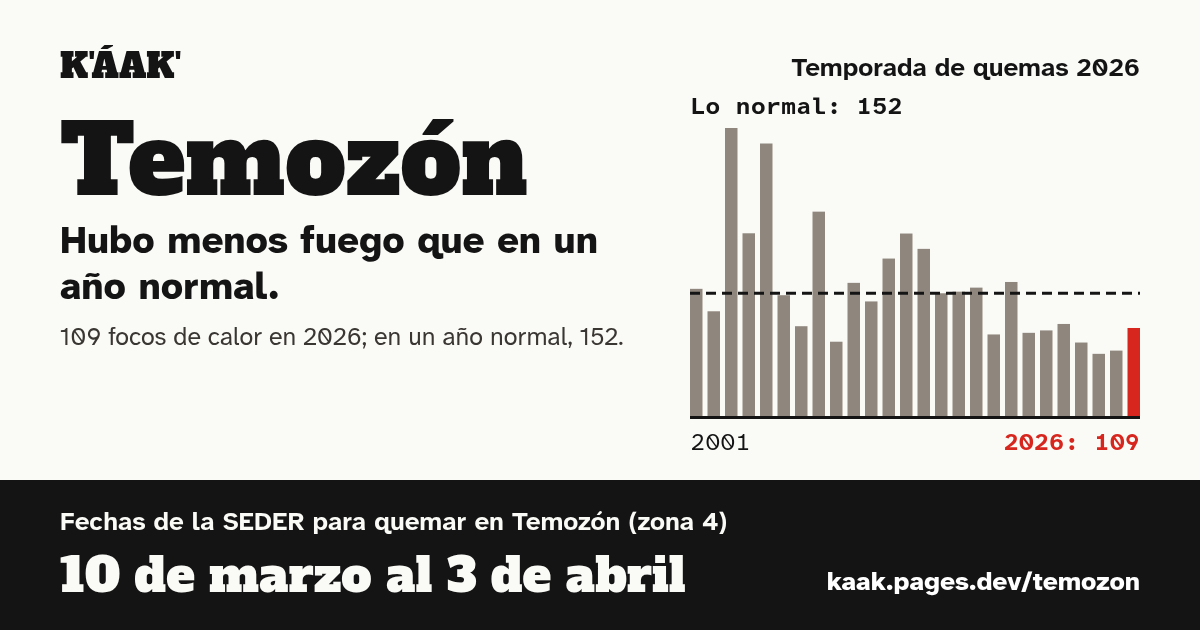 K'ÁAK'
Temozón
Hubo menos fuego que en un
año normal.
109 focos de calor en 2026; en un año normal, 152.
Temporada de quemas 2026
Lo normal: 152
2001
2026: 109
Fechas de la SEDER para quemar en Temozón (zona 4)
10 de marzo al 3 de abril
kaak.pages.dev/temozon